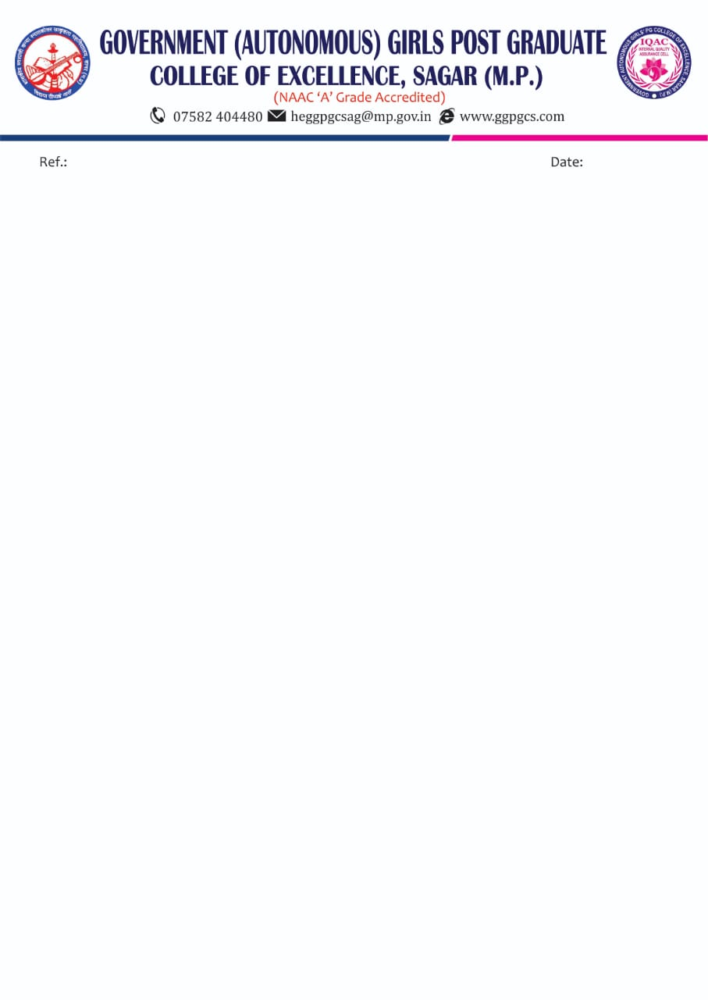 GOVERNMENT (AUTONOMOUS) GIRLS POST GRADUATE
COLLEGE OF EXCELLENCE, SAGAR (M.P.)
(NAAC ‘A’ Grade Accredited)
07582 404480 heggpgcsag@mp.gov.in www.ggpgcs.com
GOVERNMENT AUTONOMOUS GIRLS' PG COLLEGE OF EXCELLENCE, SAGAR (M.P.)
IQAC
INTERNAL QUALITY
ASSURANCE CELL
Ref.: Date: